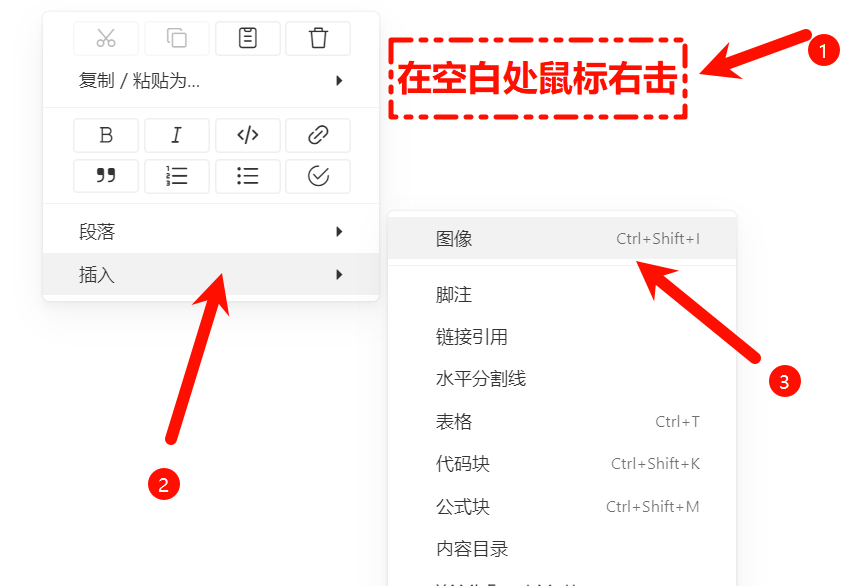 在空白处鼠标右击
1
复制 / 粘贴为...
B I </>
段落
插入
图像 Ctrl+Shift+I
脚注
链接引用
水平分割线
表格 Ctrl+T
代码块 Ctrl+Shift+K
公式块 Ctrl+Shift+M
内容目录
2
3